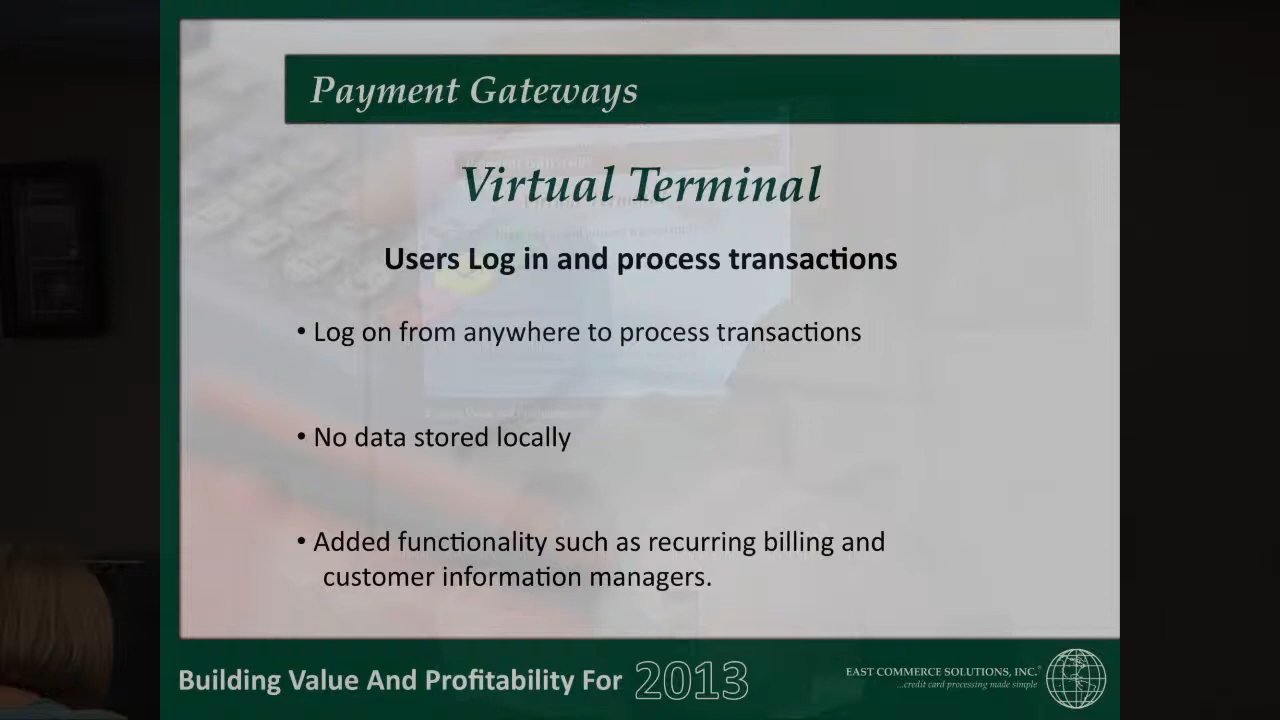 Payment Gateways
Virtual Terminal
Users Log in and process transactions
• Log on from anywhere to process transactions
• No data stored locally
• Added functionality such as recurring billing and
customer information managers.
Building Value And Profitability For 2013
EAST COMMERCE SOLUTIONS, INC.®
...credit card processing made simple